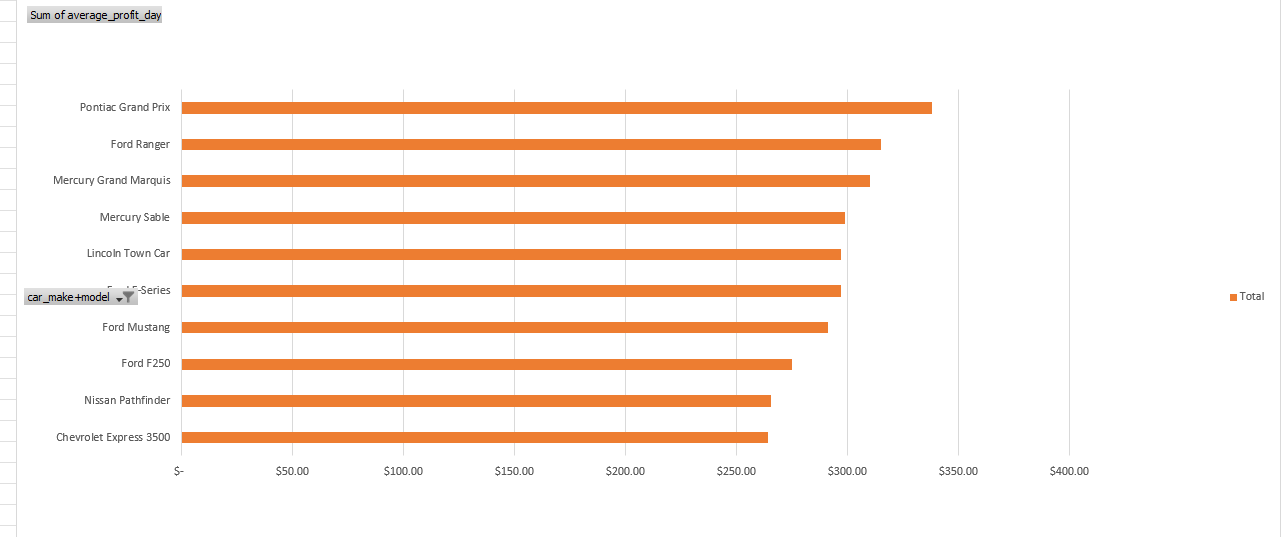 Sum of average_profit_day
Pontiac Grand Prix
Ford Ranger
Mercury Grand Marquis
Mercury Sable
Lincoln Town Car
-Series
car_make+model
Ford Mustang
Ford F250
Nissan Pathfinder
Chevrolet Express 3500
$- $50.00 $100.00 $150.00 $200.00 $250.00 $300.00 $350.00 $400.00
Total